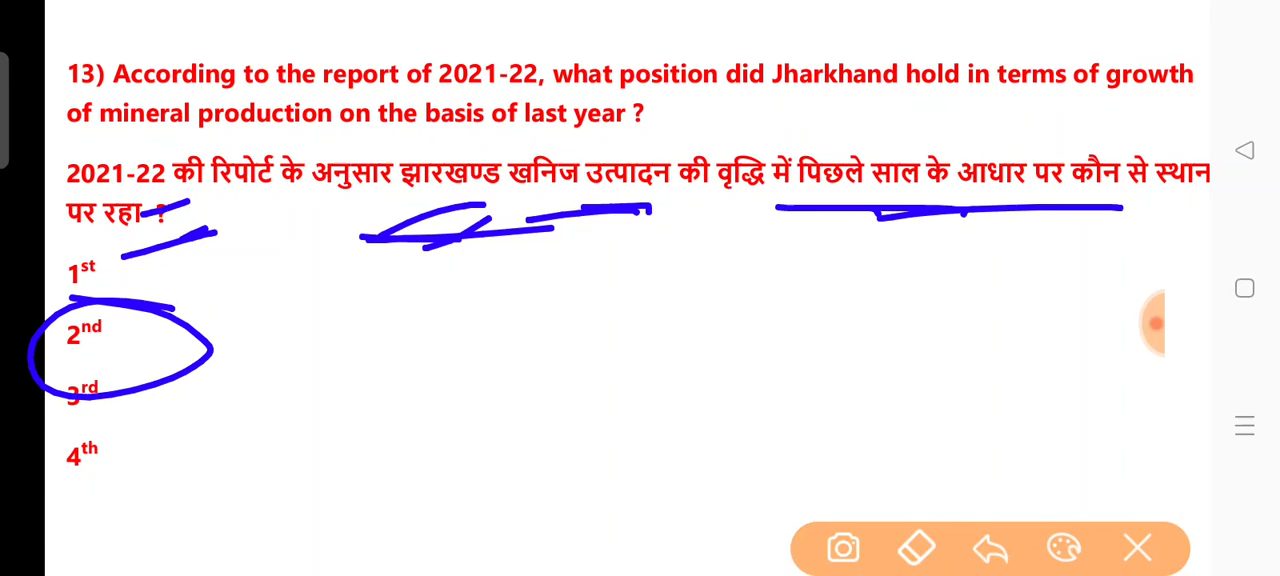 13) According to the report of 2021-22, what position did Jharkhand hold in terms of growth
of mineral production on the basis of last year ?
2021-22 की रिपोर्ट के अनुसार झारखण्ड खनिज उत्पादन की वृद्धि में पिछले साल के आधार पर कौन से स्थान
पर रहा ?
1st
2nd
3rd
4th